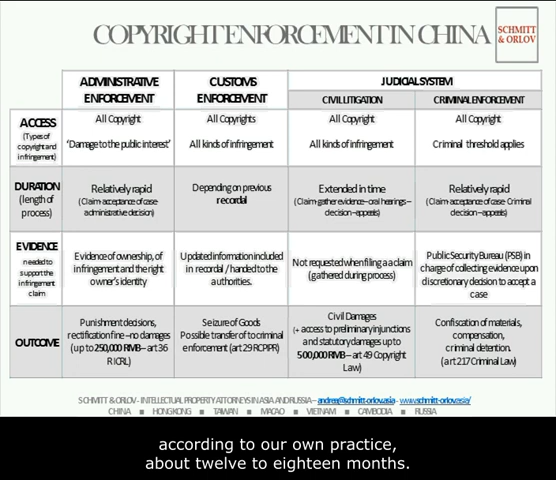 COPYRIGHT ENFORCEMENT IN CHINA
SCHMITT
& ORLOV
ADMINISTRATIVE
ENFORCEMENT
CUSTOMS
ENFORCEMENT
JUDICIAL SYSTEM
CIVIL LITIGATION
CRIMINAL ENFORCEMENT
ACCESS
(Types of
copyright and
infringement)
All Copyright
'Damage to the public interest'
All Copyrights
All kinds of infringement
All Copyright
All kinds of infringement
All Copyright
Criminal threshold applies
DURATION
(length of
process)
Relatively rapid
(Claim-acceptance of case-
administrative decision)
Depending on previous
recordal
Extended in time
(Claim-gather evidence–oral hearings–
decision–appeals)
Relatively rapid
(Claim-acceptance of case- Criminal
decision–appeals)
EVIDENCE
needed to
support the
infringement
claim
Evidence of ownership, of
infringement and the right
owner's identity
Updated information included
in recordal / handed to the
authorities.
Not requested when filing a claim
(gathered during process)
Public Security Bureau (PSB) in
charge of collecting evidence upon
discretionary decision to accept a
case
OUTCOME
Punishment decisions,
rectification fine –no damages
(up to 250,000 RMB– art 36
RICRL)
Seizure of Goods
Possible transfer to criminal
enforcement (art 29 RCPIPR)
Civil Damages
(+ access to preliminary injunctions
and statutory damages up to
500,000 RMB– art 49 Copyright
Law)
Confiscation of materials,
compensation,
criminal detention.
(art 217 Criminal Law)
SCHMITT & ORLOV - INTELLECTUAL PROPERTY ATTORNEYS IN ASIA AND RUSSIA – andrea@schmitt-orlov.asia - www.schmitt-orlov.asia/
CHINA ■ HONGKONG ■ TAIWAN ■ MACAO ■ VIETNAM ■ CAMBODIA ■ RUSSIA
according to our own practice,
about twelve to eighteen months.